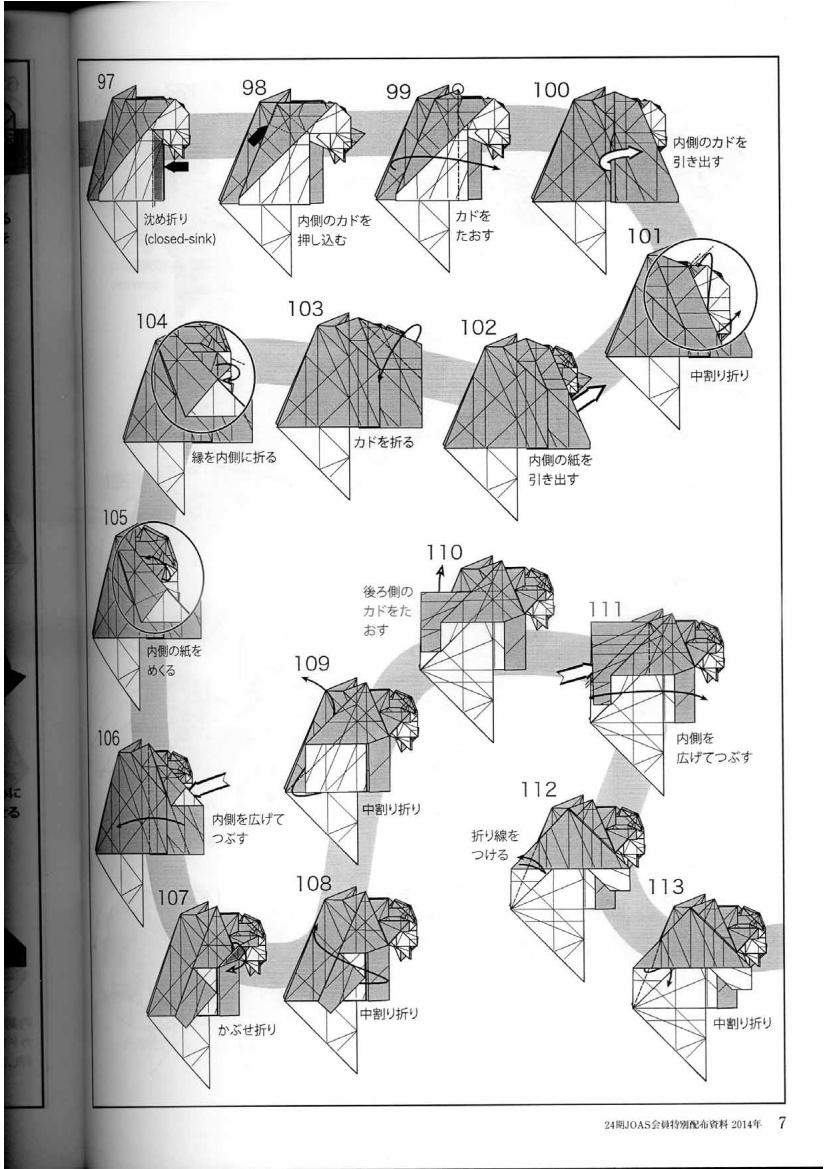 97
沈め折り
(closed-sink)
98
内側のカドを
押し込む
99
カドを
たおす
100
内側のカドを
引き出す
101
中割り折り
102
内側の紙を
引き出す
103
カドを折る
104
縁を内側に折る
105
内側の紙を
めくる
106
内側を広げて
つぶす
107
かぶせ折り
108
中割り折り
109
中割り折り
110
後ろ側の
カドをた
おす
111
内側を
広げてつぶす
112
折り線を
つける
113
中割り折り
24期JOAS会員特別配布資料 2014年 7